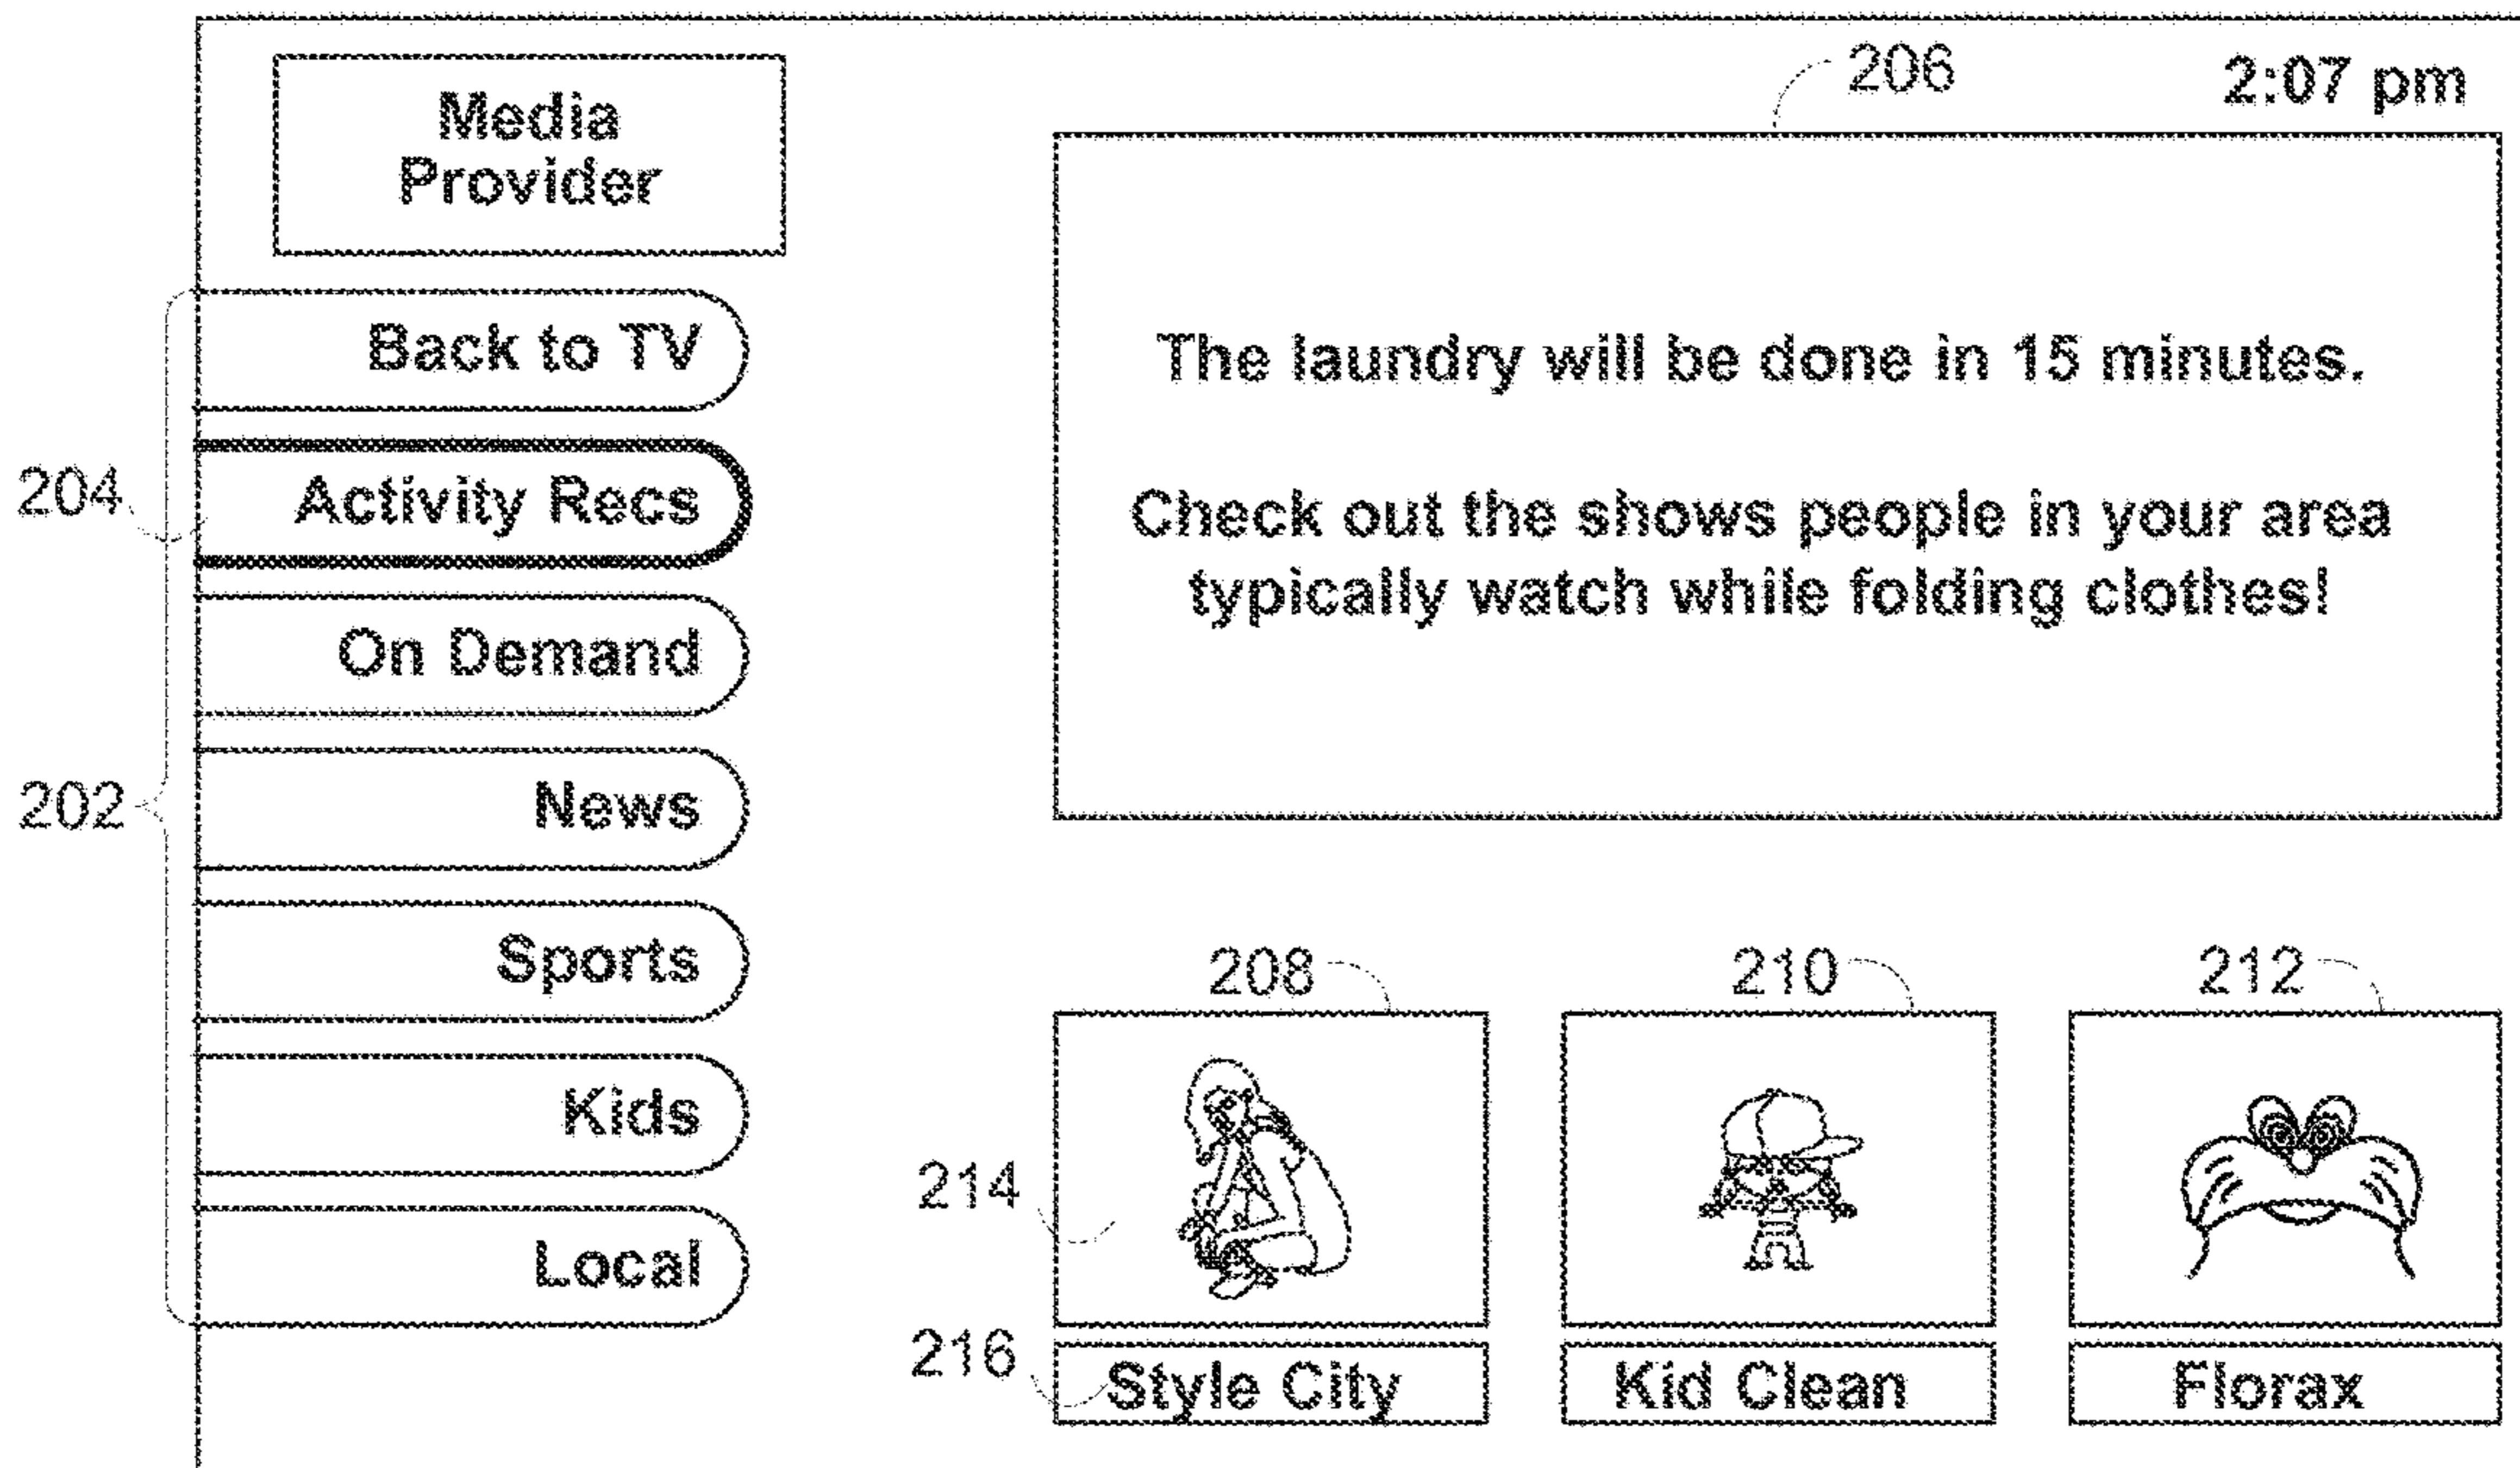 206
2:07 pm
Media
Provider
Back to TV
204
Activity Recs
On Demand
202
News
Sports
Kids
Local
The laundry will be done in 15 minutes.
Check out the shows people in your area
typically watch while folding clothes!
208
210
212
214
216
Style City
Kid Clean
Florax